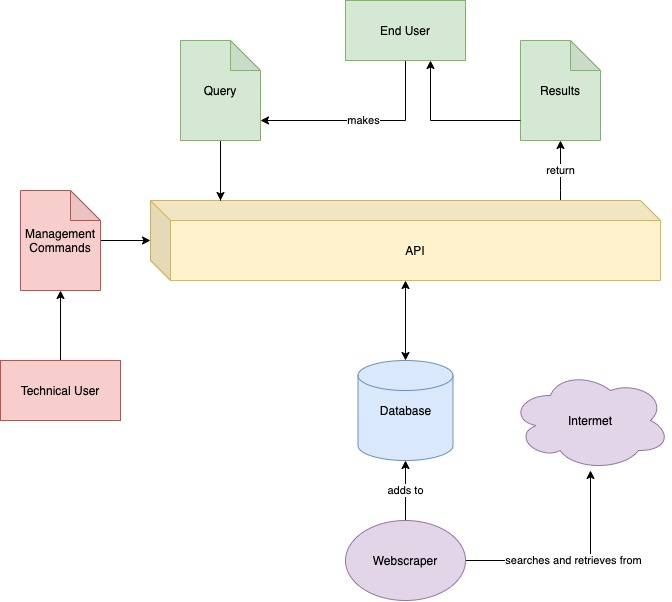 End User
Query
Results
makes
return
Management
Commands
API
Technical User
Database
Internet
adds to
Webscraper
searches and retrieves from